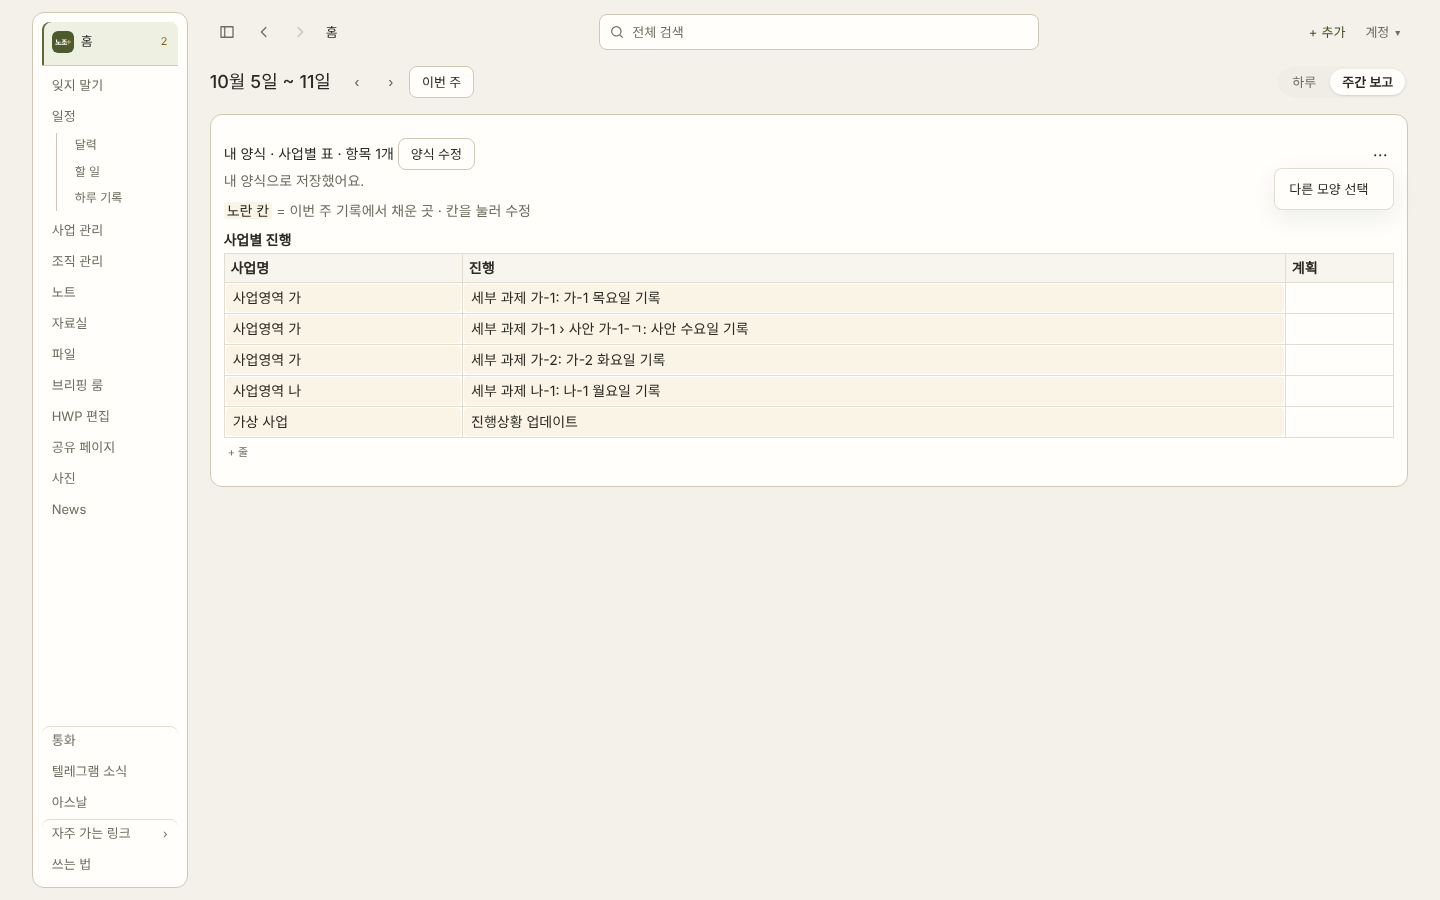 노조+ 홈 2
잊지 말기
일정
달력
할 일
하루 기록
사업 관리
조직 관리
노트
자료실
파일
브리핑 룸
HWP 편집
공유 페이지
사진
News
통화
텔레그램 소식
아스날
자주 가는 링크 ›
쓰는 법
홈
전체 검색
+ 추가 계정 ▾
10월 5일 ~ 11일 ‹ › 이번 주
하루 주간 보고
내 양식 · 사업별 표 · 항목 1개 양식 수정 ···
내 양식으로 저장했어요.
다른 모양 선택
노란 칸 = 이번 주 기록에서 채운 곳 · 칸을 눌러 수정
사업별 진행
사업명 진행 계획
사업영역 가 세부 과제 가-1: 가-1 목요일 기록
사업영역 가 세부 과제 가-1 › 사안 가-1-ㄱ: 사안 수요일 기록
사업영역 가 세부 과제 가-2: 가-2 화요일 기록
사업영역 나 세부 과제 나-1: 나-1 월요일 기록
가상 사업 진행상황 업데이트
+ 줄